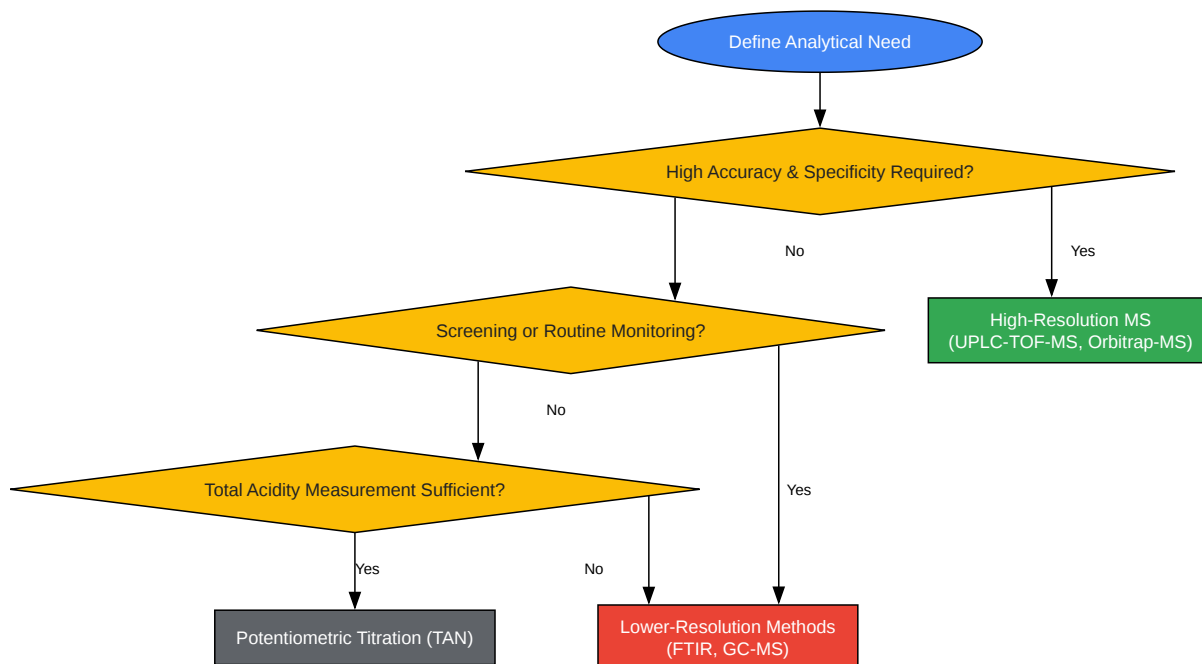 Define Analytical Need
High Accuracy & Specificity Required?
No
Yes
High-Resolution MS
(UPLC-TOF-MS, Orbitrap-MS)
Screening or Routine Monitoring?
No
Yes
Total Acidity Measurement Sufficient?
Yes
No
Potentiometric Titration (TAN)
Lower-Resolution Methods
(FTIR, GC-MS)